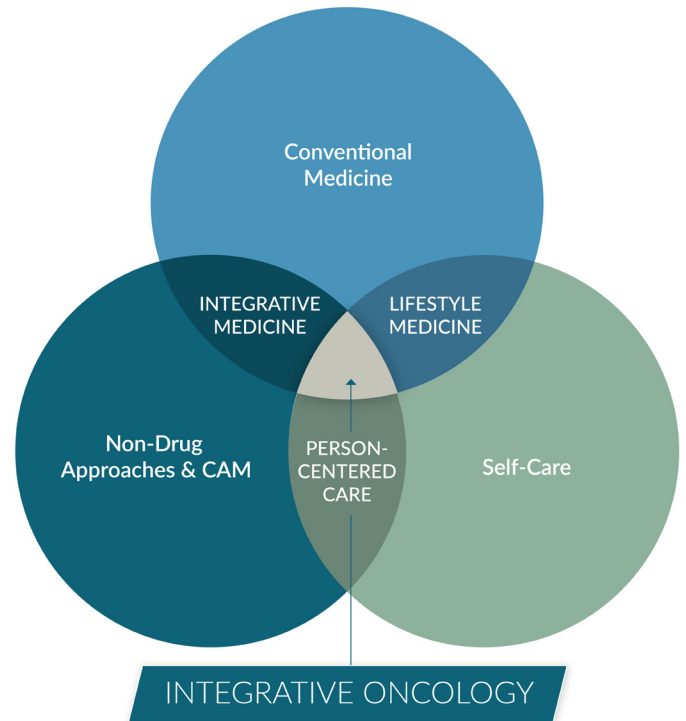 Conventional
Medicine
INTEGRATIVE
MEDICINE
LIFESTYLE
MEDICINE
Non-Drug
Approaches & CAM
PERSON-
CENTERED
CARE
Self-Care
INTEGRATIVE ONCOLOGY